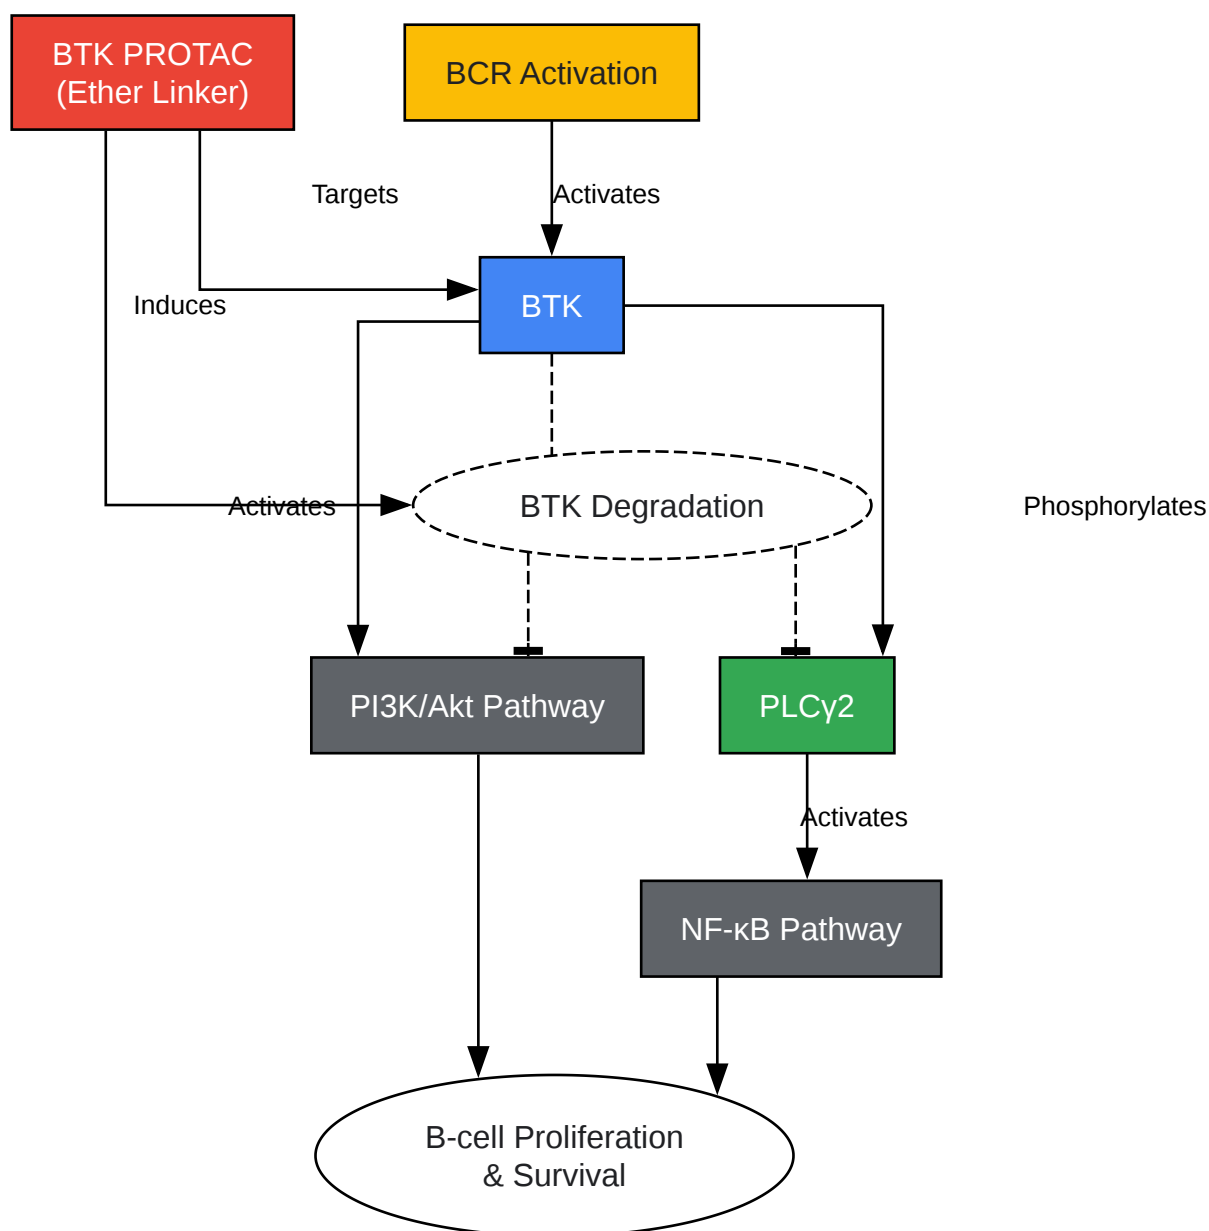 BTK PROTAC
(Ether Linker)
BCR Activation
Targets
Activates
Induces
BTK
Activates
BTK Degradation
Phosphorylates
PI3K/Akt Pathway
PLCγ2
Activates
NF-κB Pathway
B-cell Proliferation
& Survival